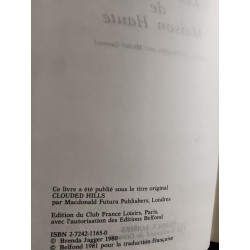 de
Maison Haute
Ce livre a été publié sous le titre original
CLOUDED HILLS
par Macdonald Futura Publishers, Londres
Edition du Club France Loisirs, Paris,
avec l'autorisation des Editions Belfond
ISBN 2-7242-1165-0
© Brenda Jagger 1980
© Belfond 1981 pour la traduction française